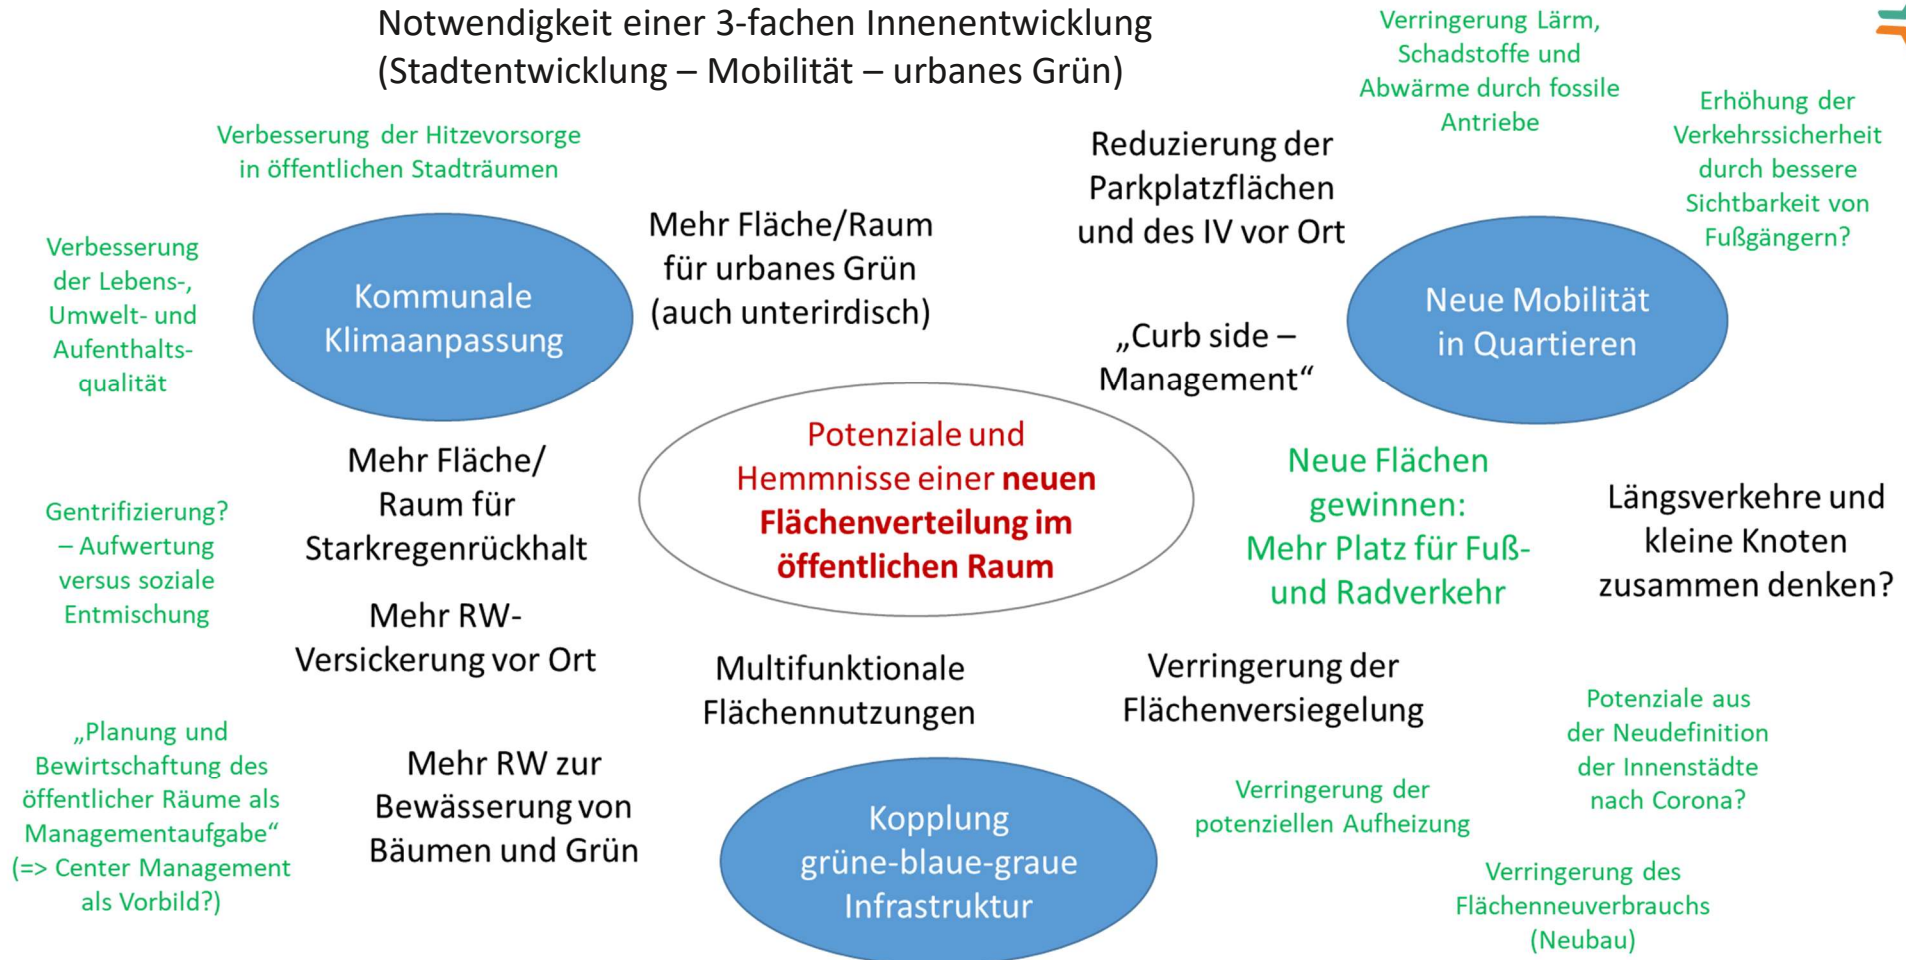 Notwendigkeit einer 3-fachen Innenentwicklung
(Stadtentwicklung – Mobilität – urbanes Grün)
Verringerung Lärm,
Schadstoffe und
Abwärme durch fossile
Antriebe
Erhöhung der
Verkehrssicherheit
durch bessere
Sichtbarkeit von
Fußgängern?
Verbesserung der Hitzevorsorge
in öffentlichen Stadträumen
Reduzierung der
Parkplatzflächen
und des IV vor Ort
Mehr Fläche/Raum
für urbanes Grün
(auch unterirdisch)
Verbesserung
der Lebens-,
Umwelt- und
Aufenthalts-
qualität
Kommunale
Klimaanpassung
Neue Mobilität
in Quartieren
„Curb side –
Management“
Potenziale und
Hemmnisse einer neuen
Flächenverteilung im
öffentlichen Raum
Mehr Fläche/
Raum für
Starkregenrückhalt
Neue Flächen
gewinnen:
Mehr Platz für Fuß-
und Radverkehr
Längsverkehre und
kleine Knoten
zusammen denken?
Gentrifizierung?
– Aufwertung
versus soziale
Entmischung
Mehr RW-
Versickerung vor Ort
Multifunktionale
Flächennutzungen
Verringerung der
Flächenversiegelung
Potenziale aus
der Neudefinition
der Innenstädte
nach Corona?
„Planung und
Bewirtschaftung des
öffentlicher Räume als
Managementaufgabe“
(=> Center Management
als Vorbild?)
Mehr RW zur
Bewässerung von
Bäumen und Grün
Kopplung
grüne-blaue-graue
Infrastruktur
Verringerung der
potenziellen Aufheizung
Verringerung des
Flächenneuverbrauchs
(Neubau)